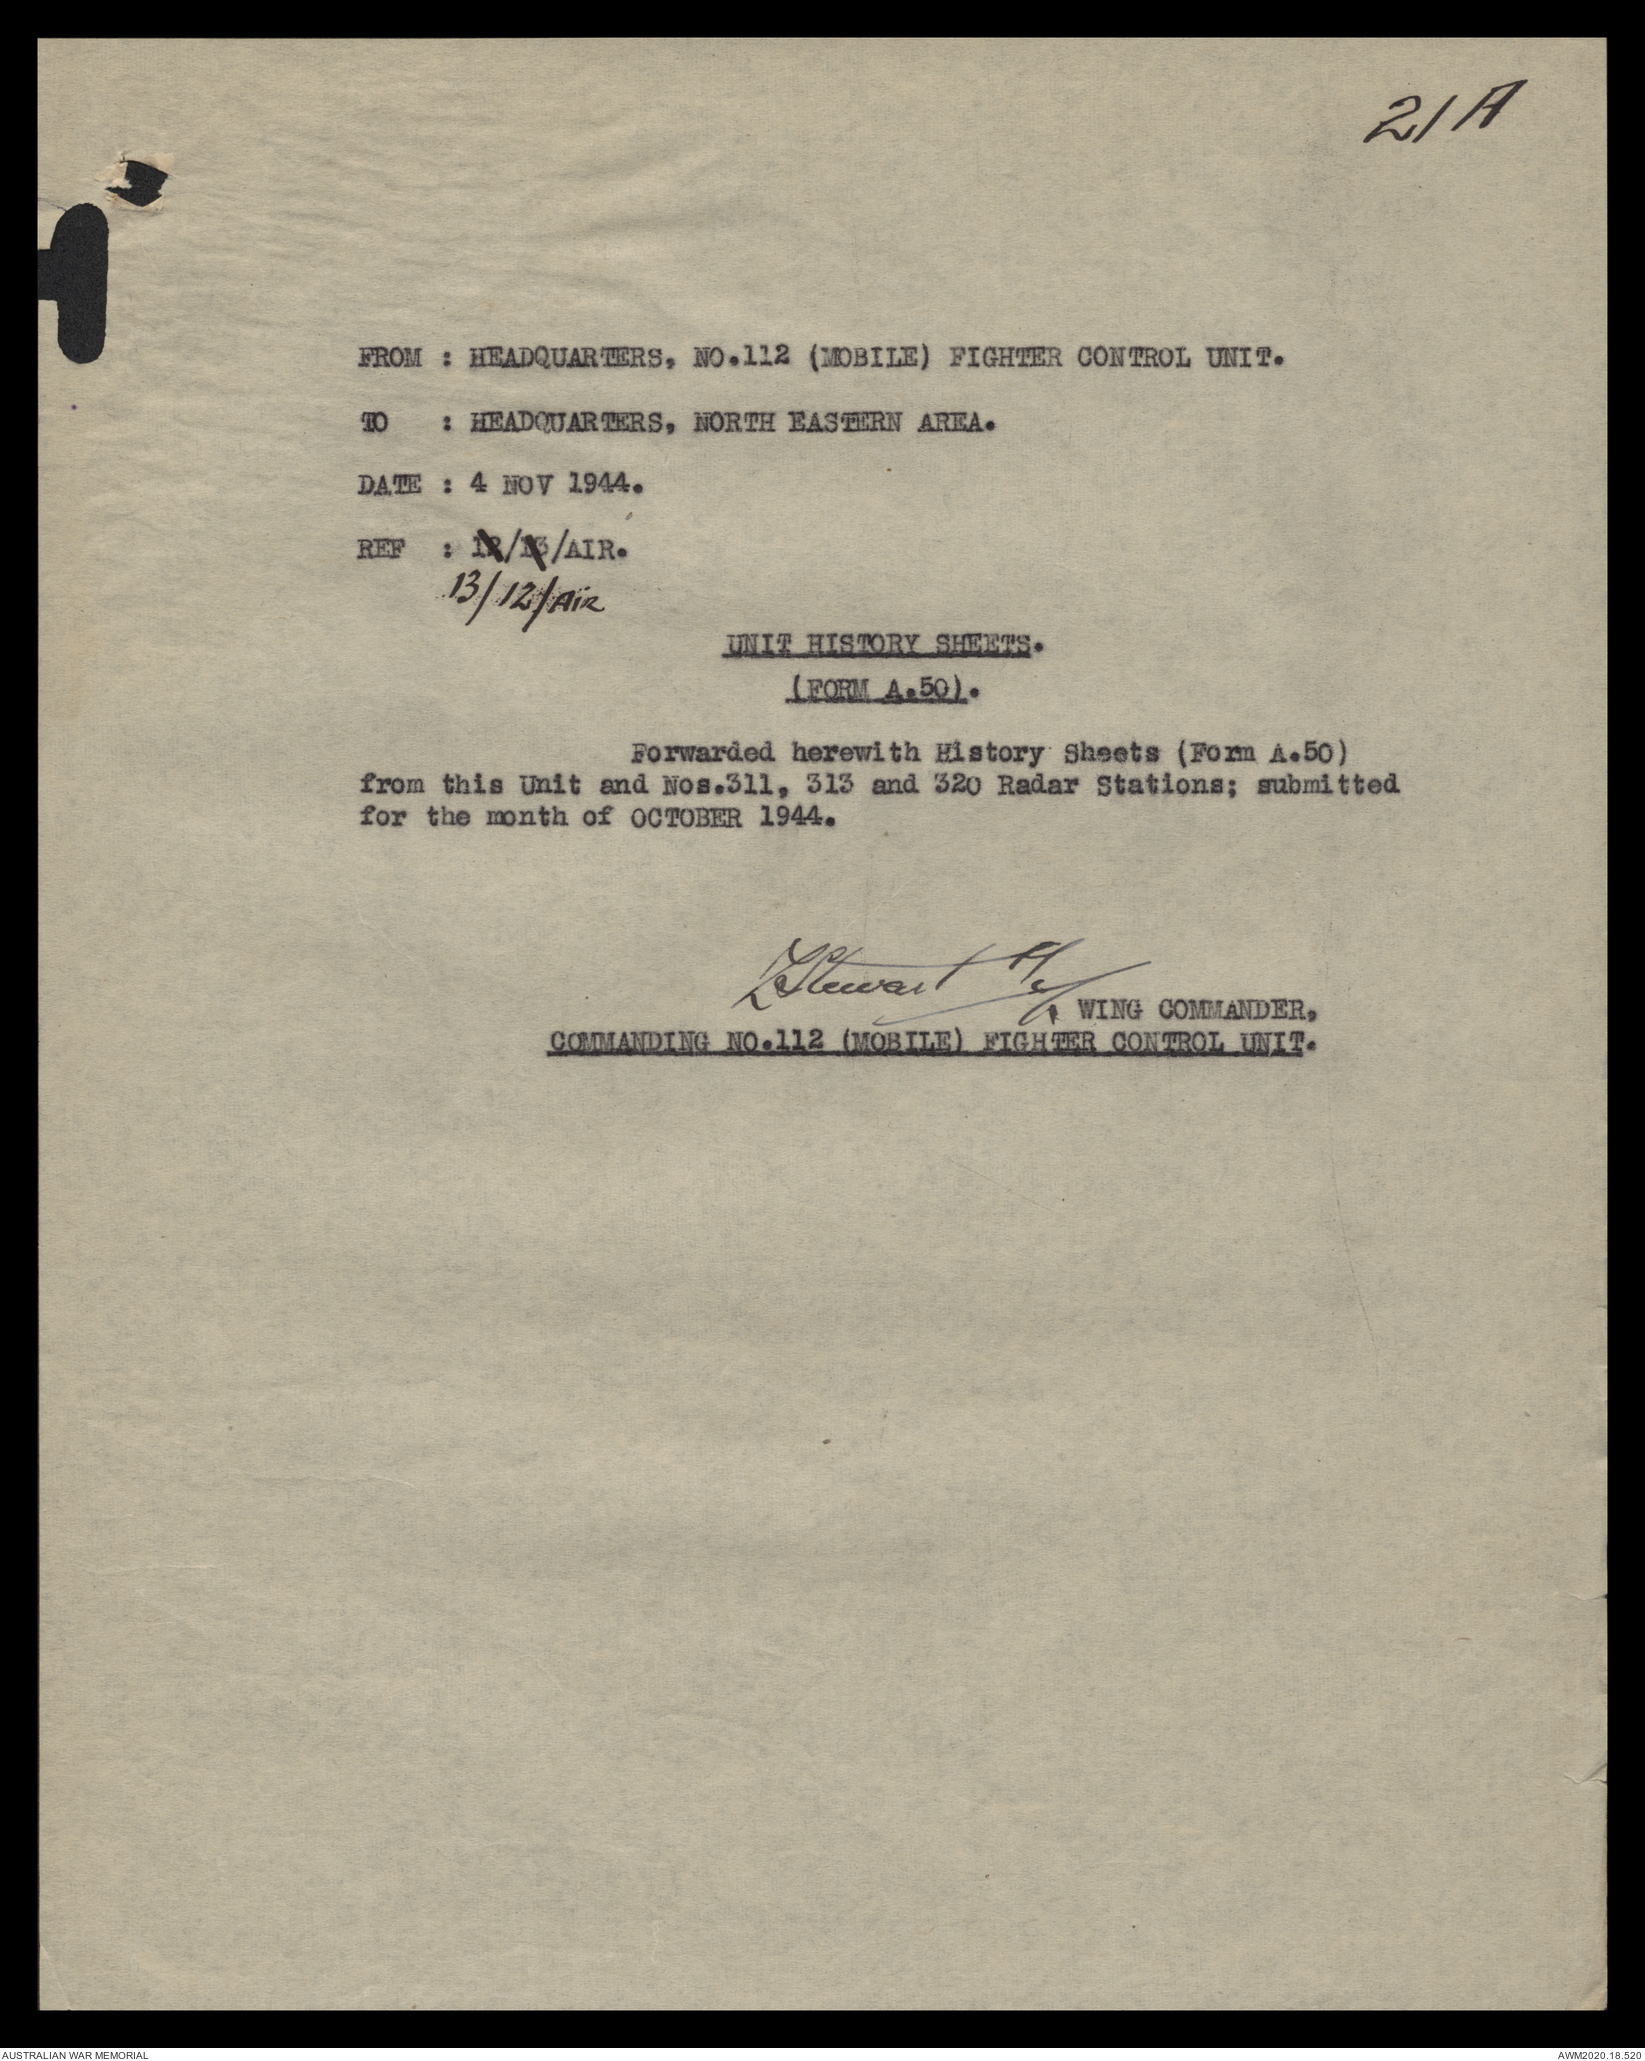 21A
FROM : HEADQUARTERS, NO.112 (MOBILE) FIGHTER CONTROL UNIT.
TO : HEADQUARTERS, NORTH EASTERN AREA.
DATE : 4 NOV 1944.
REF : 12/13/AIR.
13/12/AIR
UNIT HISTORY SHEETS.
(FORM A.50).
Forwarded herewith History Sheets (Form A.50)
from this Unit and Nos.311, 313 and 320 Radar Stations; submitted
for the month of OCTOBER 1944.
Stewart
WING COMMANDER,
COMMANDING NO.112 (MOBILE) FIGHTER CONTROL UNIT.
AUSTRALIAN WAR MEMORIAL
AWM2020.18.520